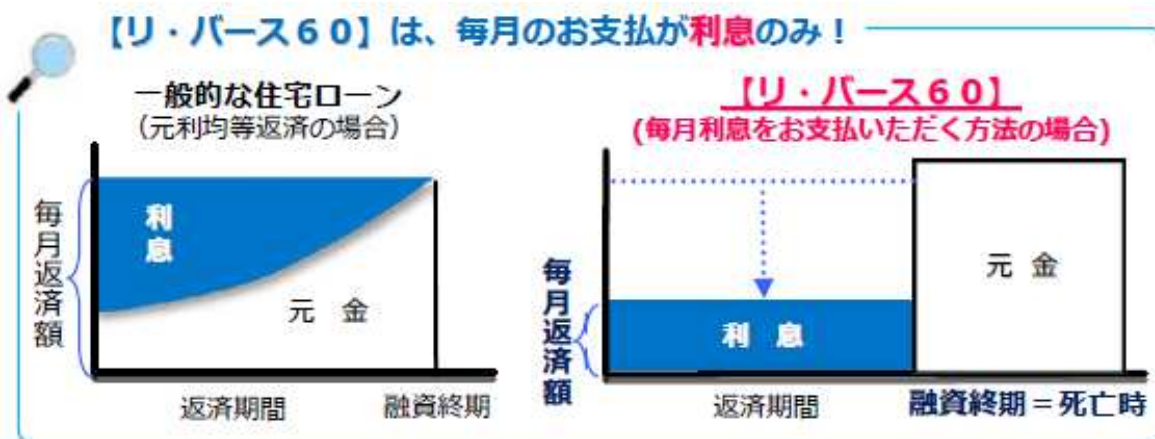 【リ・バース60】は、毎月のお支払が利息のみ！
一般的な住宅ローン
（元利均等返済の場合）
毎月返済額
利息
元 金
返済期間
融資終期
【リ・バース60】
(毎月利息をお支払いただく方法の場合)
毎月返済額
利 息
元 金
返済期間
融資終期＝死亡時